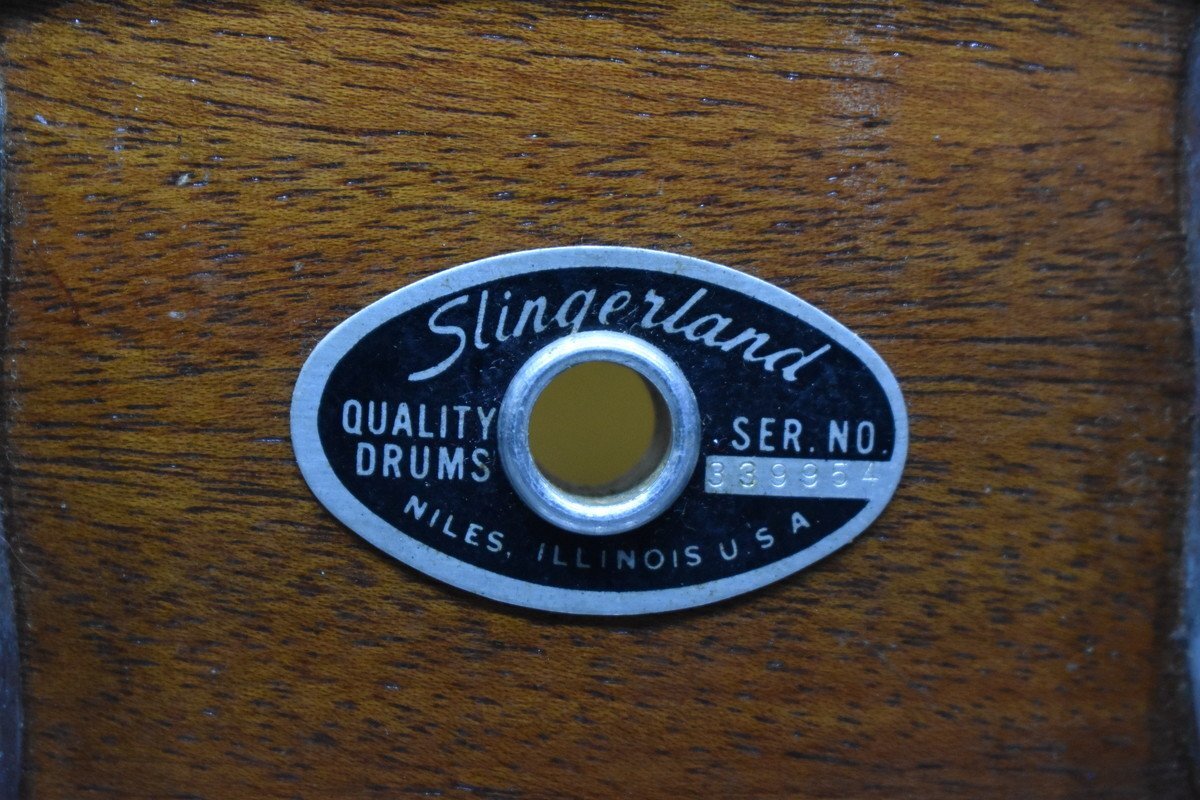 Slingerland
QUALITY
DRUMS
SER. NO.
339954
NILES, ILLINOIS U.S A